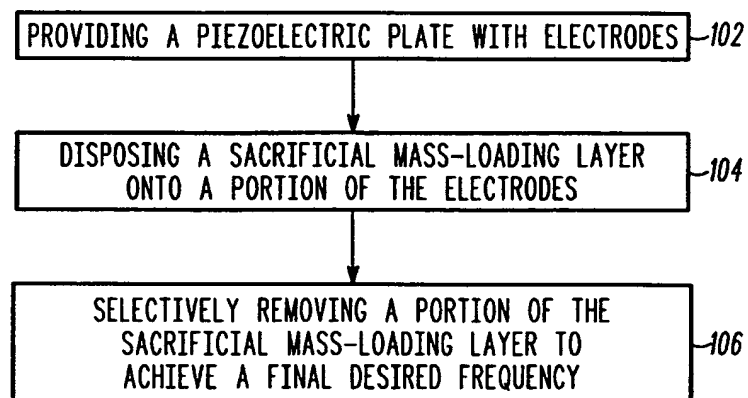 PROVIDING A PIEZOELECTRIC PLATE WITH ELECTRODES 102
DISPOSING A SACRIFICIAL MASS-LOADING LAYER
ONTO A PORTION OF THE ELECTRODES
104
SELECTIVELY REMOVING A PORTION OF THE
SACRIFICIAL MASS-LOADING LAYER TO
ACHIEVE A FINAL DESIRED FREQUENCY
106